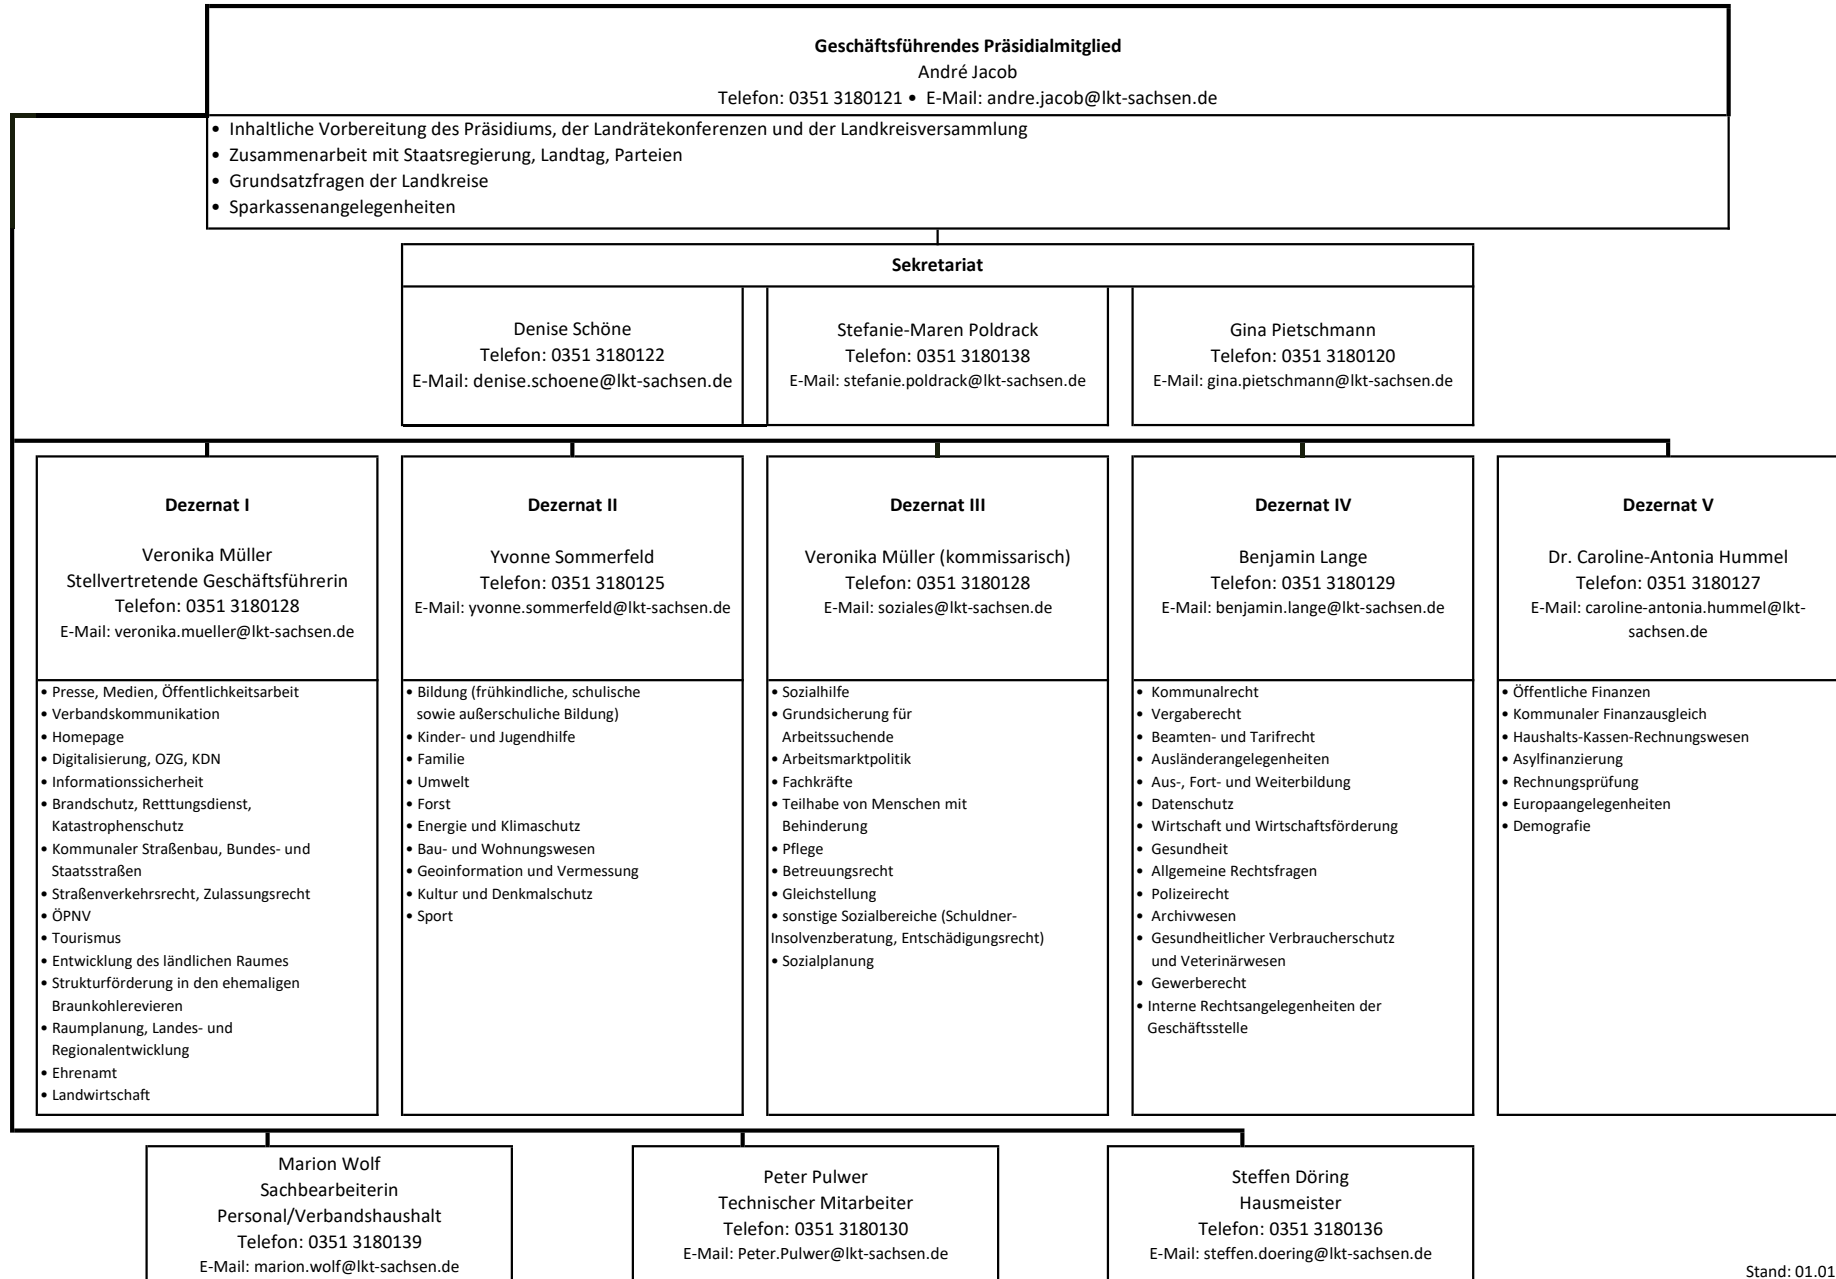 Geschäftsführendes Präsidialmitglied
André Jacob
Telefon: 0351 3180121 • E-Mail: andre.jacob@lkt-sachsen.de
• Inhaltliche Vorbereitung des Präsidiums, der Landrätekonferenzen und der Landkreisversammlung
• Zusammenarbeit mit Staatsregierung, Landtag, Parteien
• Grundsatzfragen der Landkreise
• Sparkassenangelegenheiten
Sekretariat
Denise Schöne
Telefon: 0351 3180122
E-Mail: denise.schoene@lkt-sachsen.de
Stefanie-Maren Poldrack
Telefon: 0351 3180138
E-Mail: stefanie.poldrack@lkt-sachsen.de
Gina Pietschmann
Telefon: 0351 3180120
E-Mail: gina.pietschmann@lkt-sachsen.de
Dezernat I
Veronika Müller
Stellvertretende Geschäftsführerin
Telefon: 0351 3180128
E-Mail: veronika.mueller@lkt-sachsen.de
• Presse, Medien, Öffentlichkeitsarbeit
• Verbandskommunikation
• Homepage
• Digitalisierung, OZG, KDN
• Informationssicherheit
• Brandschutz, Retttungsdienst,
Katastrophenschutz
• Kommunaler Straßenbau, Bundes- und
Staatsstraßen
• Straßenverkehrsrecht, Zulassungsrecht
• ÖPNV
• Tourismus
• Entwicklung des ländlichen Raumes
• Strukturförderung in den ehemaligen
Braunkohlerevieren
• Raumplanung, Landes- und
Regionalentwicklung
• Ehrenamt
• Landwirtschaft
Dezernat II
Yvonne Sommerfeld
Telefon: 0351 3180125
E-Mail: yvonne.sommerfeld@lkt-sachsen.de
• Bildung (frühkindliche, schulische
sowie außerschuliche Bildung)
• Kinder- und Jugendhilfe
• Familie
• Umwelt
• Forst
• Energie und Klimaschutz
• Bau- und Wohnungswesen
• Geoinformation und Vermessung
• Kultur und Denkmalschutz
• Sport
Dezernat III
Veronika Müller (kommissarisch)
Telefon: 0351 3180128
E-Mail: soziales@lkt-sachsen.de
• Sozialhilfe
• Grundsicherung für
Arbeitssuchende
• Arbeitsmarktpolitik
• Fachkräfte
• Teilhabe von Menschen mit
Behinderung
• Pflege
• Betreuungsrecht
• Gleichstellung
• sonstige Sozialbereiche (Schuldner-
Insolvenzberatung, Entschädigungsrecht)
• Sozialplanung
Dezernat IV
Benjamin Lange
Telefon: 0351 3180129
E-Mail: benjamin.lange@lkt-sachsen.de
• Kommunalrecht
• Vergaberecht
• Beamten- und Tarifrecht
• Ausländerangelegenheiten
• Aus-, Fort- und Weiterbildung
• Datenschutz
• Wirtschaft und Wirtschaftsförderung
• Gesundheit
• Allgemeine Rechtsfragen
• Polizeirecht
• Archivwesen
• Gesundheitlicher Verbraucherschutz
und Veterinärwesen
• Gewerberecht
• Interne Rechtsangelegenheiten der
Geschäftsstelle
Dezernat V
Dr. Caroline-Antonia Hummel
Telefon: 0351 3180127
E-Mail: caroline-antonia.hummel@lkt-
sachsen.de
• Öffentliche Finanzen
• Kommunaler Finanzausgleich
• Haushalts-Kassen-Rechnungswesen
• Asylfinanzierung
• Rechnungsprüfung
• Europaangelegenheiten
• Demografie
Marion Wolf
Sachbearbeiterin
Personal/Verbandshaushalt
Telefon: 0351 3180139
E-Mail: marion.wolf@lkt-sachsen.de
Peter Pulwer
Technischer Mitarbeiter
Telefon: 0351 3180130
E-Mail: Peter.Pulwer@lkt-sachsen.de
Steffen Döring
Hausmeister
Telefon: 0351 3180136
E-Mail: steffen.doering@lkt-sachsen.de
Stand: 01.01